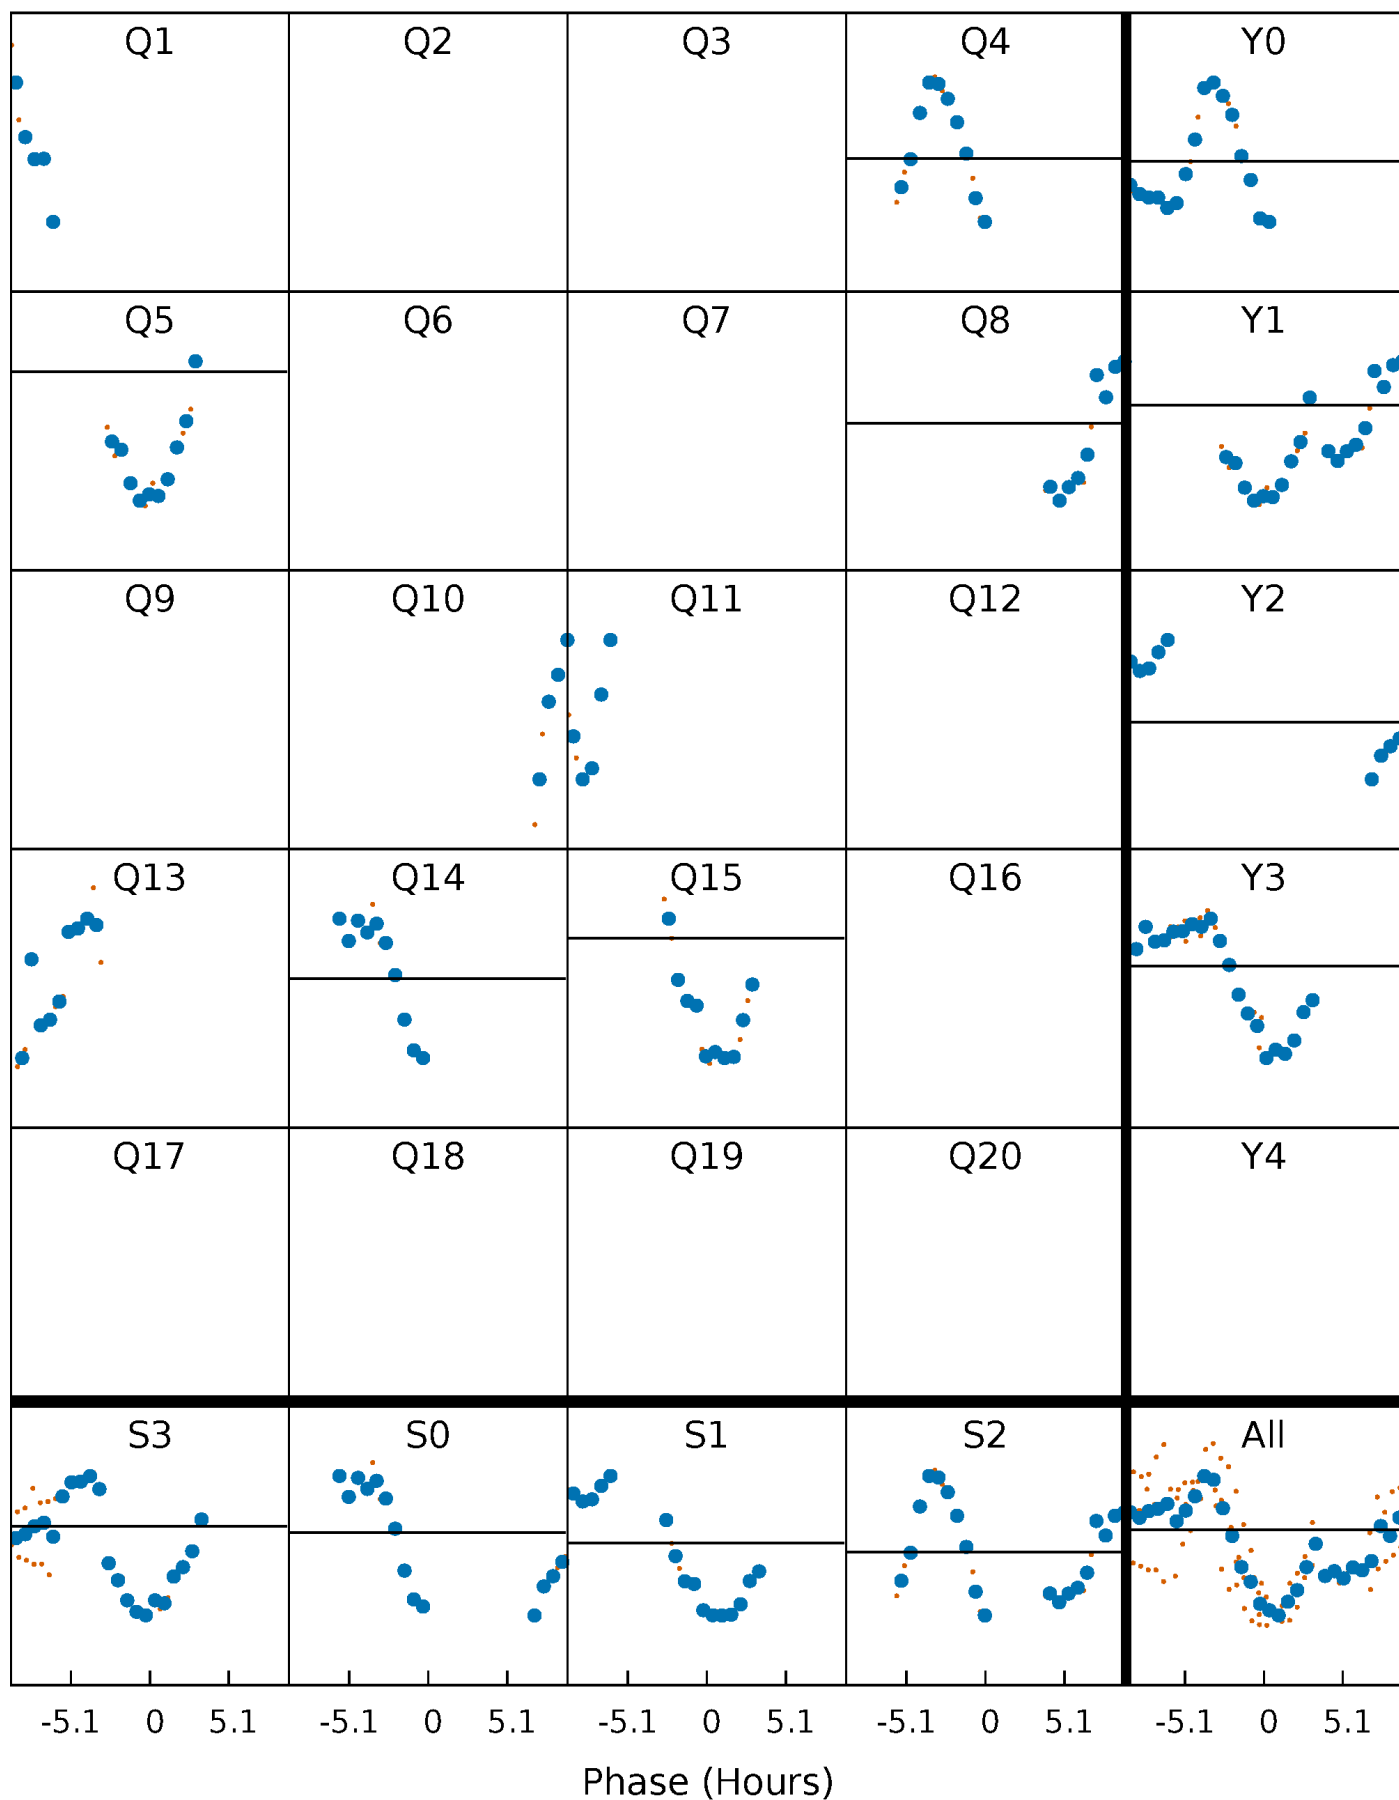 Q1 Q2 Q3 Q4 Y0
Q5 Q6 Q7 Q8 Y1
Q9 Q10 Q11 Q12 Y2
Q13 Q14 Q15 Q16 Y3
Q17 Q18 Q19 Q20 Y4
S3 S0 S1 S2 All
-5.1 0 5.1 -5.1 0 5.1 -5.1 0 5.1 -5.1 0 5.1 -5.1 0 5.1
Phase (Hours)